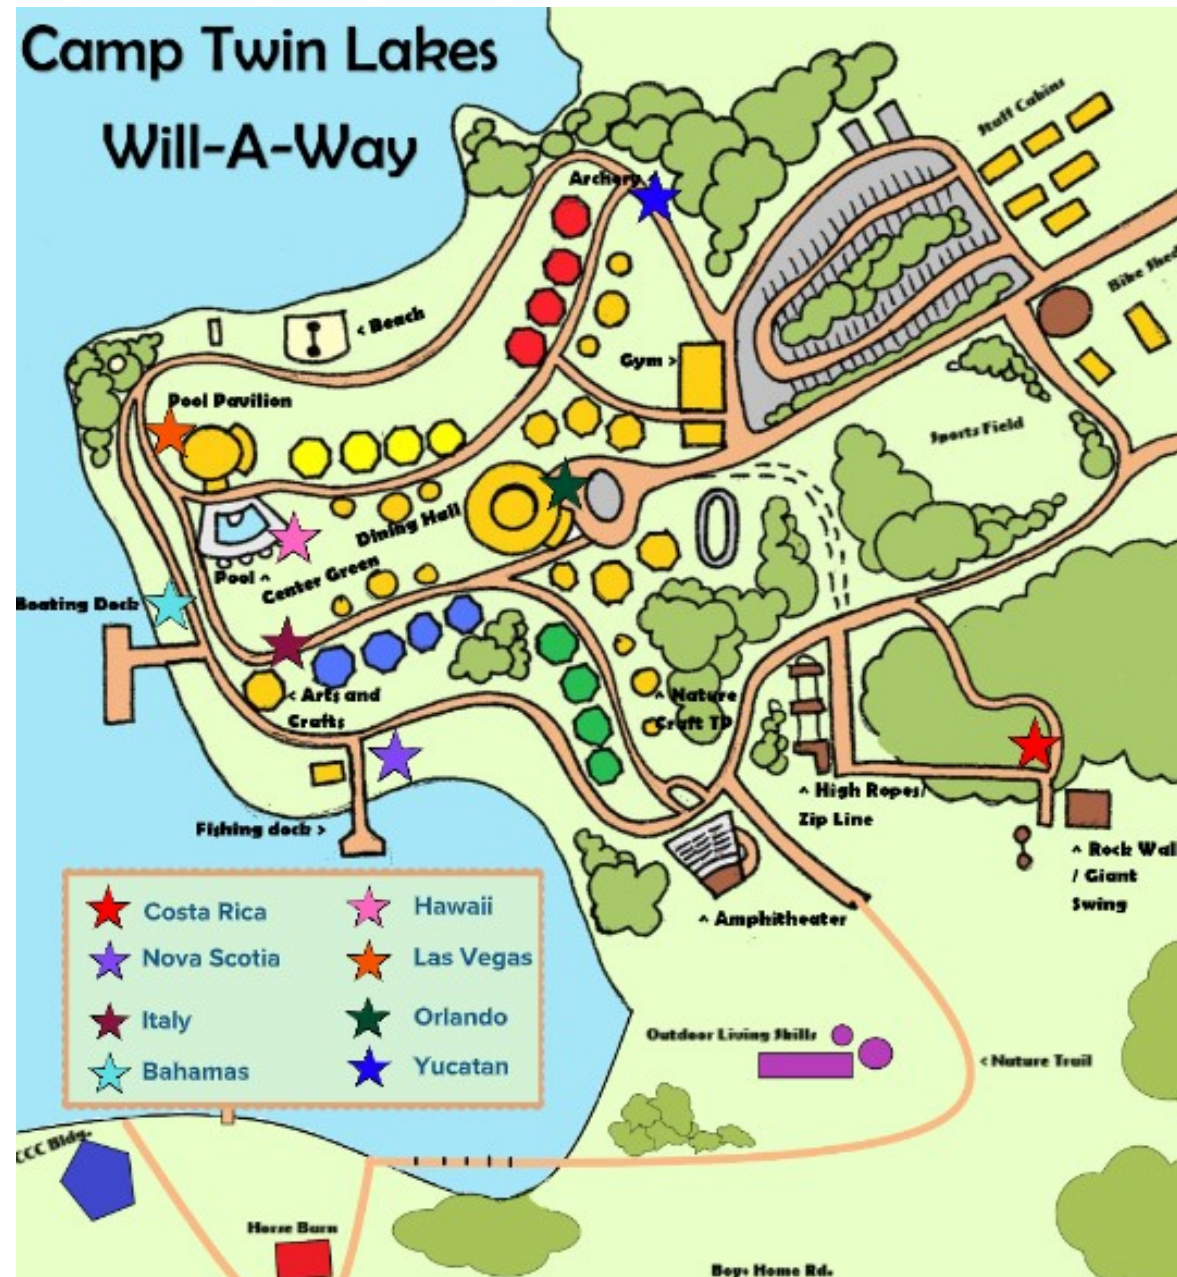 Camp Twin Lakes
Will-A-Way
Staff Cabins
Archery ^
Bike Shed
< Beach
Gym >
Pool Pavilion
Sports Field
Dining Hall
Pool ^
Center Green
Boating Dock
< Arts and
Crafts
^ Nature
Craft TP
^ High Ropes/
Zip Line
Fishing dock >
^ Rock Wall
/ Giant
Swing
^ Amphitheater
Costa Rica
Hawaii
Nova Scotia
Las Vegas
Italy
Orlando
Bahamas
Yucatan
Outdoor Living Skills
< Nature Trail
CCC Bldg.
Horse Barn
Boys Home Rd.